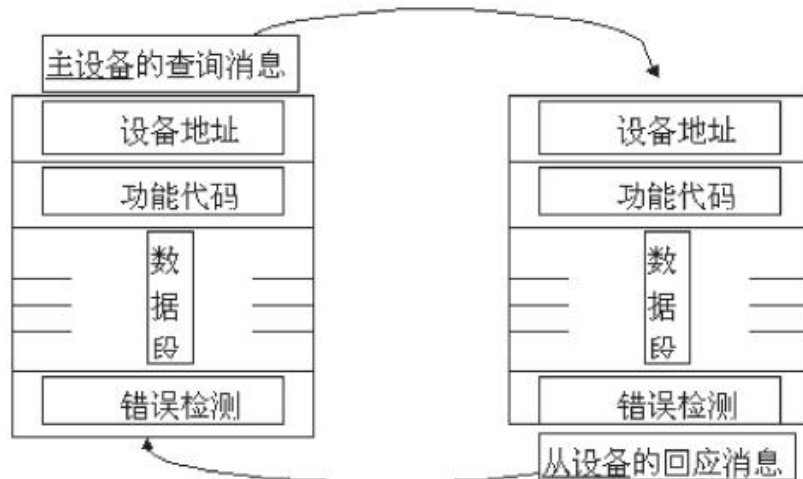 主设备的查询消息
设备地址
功能代码
数
据
段
错误检测
设备地址
功能代码
数
据
段
错误检测
从设备的回应消息